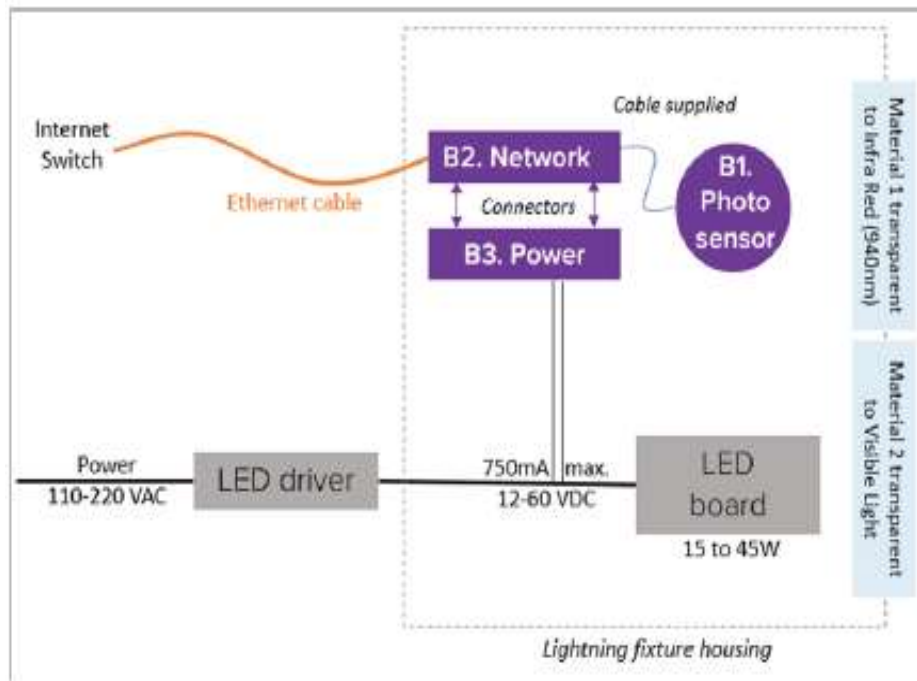 Internet
Switch
Ethernet cable
B2. Network
Connectors
B3. Power
Cable supplied
B1.
Photo
sensor
Material 1 transparent
to Infra Red (940nm)
Material 2 transparent
to Visible Light
Power
110-220 VAC
LED driver
750mA max.
12-60 VDC
LED
board
15 to 45W
Lightning fixture housing